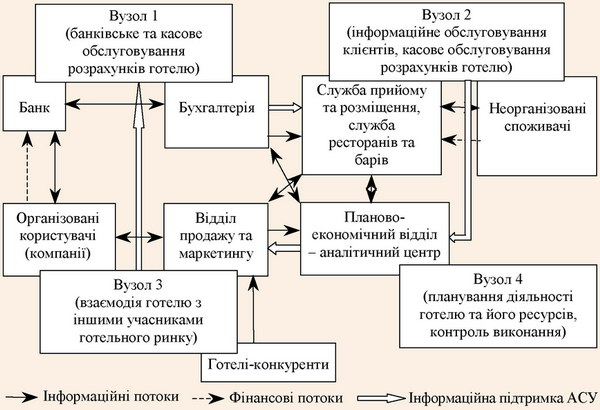 Вузол 1
(банківське та касове
обслуговування
розрахунків готелю)
Вузол 2
(інформаційне обслуговування
клієнтів, касове обслуговування
розрахунків готелю)
Банк
Бухгалтерія
Служба прийому
та розміщення,
служба
ресторанів та
барів
Неорганізовані
споживачі
Організовані
користувачі
(компанії)
Відділ
продажу та
маркетингу
Планово-
економічний відділ
– аналітичний центр
Вузол 3
(взаємодія готелю з
іншими учасниками
готельного ринку)
Вузол 4
(планування діяльності
готелю та його ресурсів,
контроль виконання)
Готелі-конкуренти
Інформаційні потоки
Фінансові потоки
Інформаційна підтримка АСУ